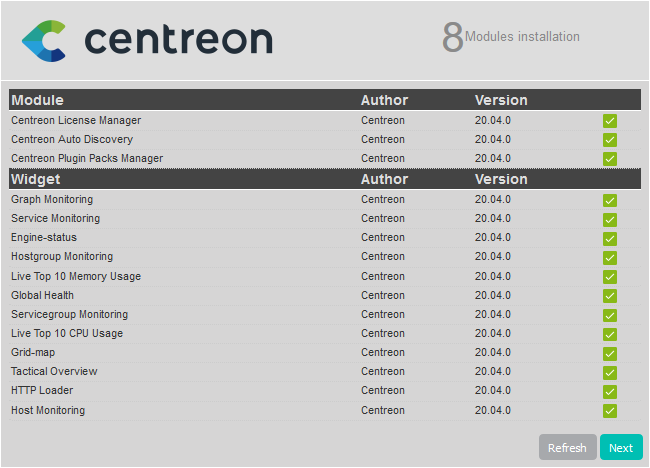 centreon
8 Modules installation
Module Author Version
Centreon License Manager Centreon 20.04.0
Centreon Auto Discovery Centreon 20.04.0
Centreon Plugin Packs Manager Centreon 20.04.0
Widget Author Version
Graph Monitoring Centreon 20.04.0
Service Monitoring Centreon 20.04.0
Engine-status Centreon 20.04.0
Hostgroup Monitoring Centreon 20.04.0
Live Top 10 Memory Usage Centreon 20.04.0
Global Health Centreon 20.04.0
Servicegroup Monitoring Centreon 20.04.0
Live Top 10 CPU Usage Centreon 20.04.0
Grid-map Centreon 20.04.0
Tactical Overview Centreon 20.04.0
HTTP Loader Centreon 20.04.0
Host Monitoring Centreon 20.04.0
Refresh Next